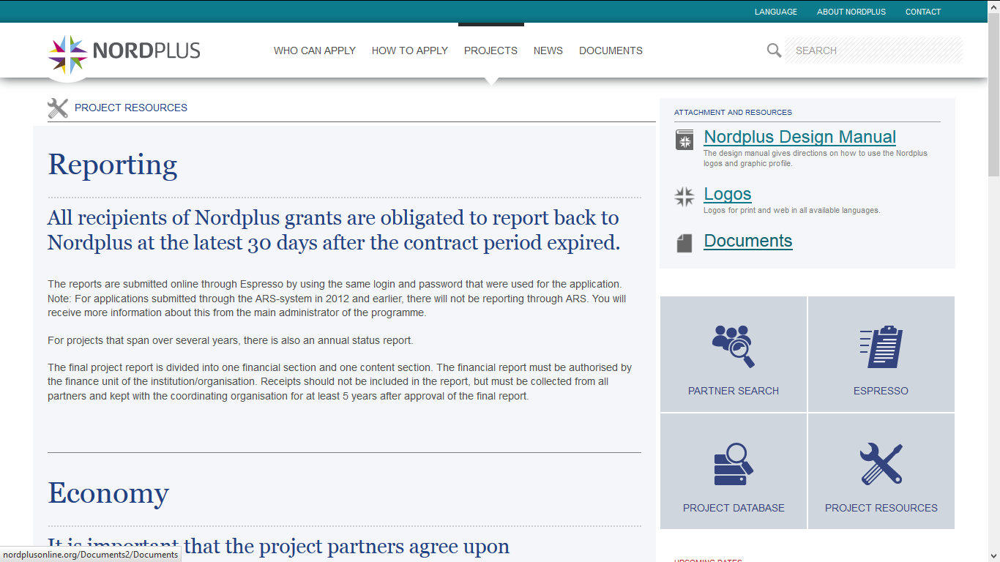 LANGUAGE ABOUT NORDPLUS CONTACT
NORDPLUS
WHO CAN APPLY HOW TO APPLY PROJECTS NEWS DOCUMENTS
SEARCH
PROJECT RESOURCES
Reporting
All recipients of Nordplus grants are obligated to report back to
Nordplus at the latest 30 days after the contract period expired.
The reports are submitted online through Espresso by using the same login and password that were used for the application.
Note: For applications submitted through the ARS-system in 2012 and earlier, there will not be reporting through ARS. You will
receive more information about this from the main administrator of the programme.
For projects that span over several years, there is also an annual status report.
The final project report is divided into one financial section and one content section. The financial report must be authorised by
the finance unit of the institution/organisation. Receipts should not be included in the report, but must be collected from all
partners and kept with the coordinating organisation for at least 5 years after approval of the final report.
Economy
It is important that the project partners agree upon
nordplusonline.org/Documents2/Documents
ATTACHMENT AND RESOURCES
Nordplus Design Manual
The design manual gives directions on how to use the Nordplus
logos and graphic profile.
Logos
Logos for print and web in all available languages.
Documents
PARTNER SEARCH
ESPRESSO
PROJECT DATABASE
PROJECT RESOURCES
UPCOMING DATES